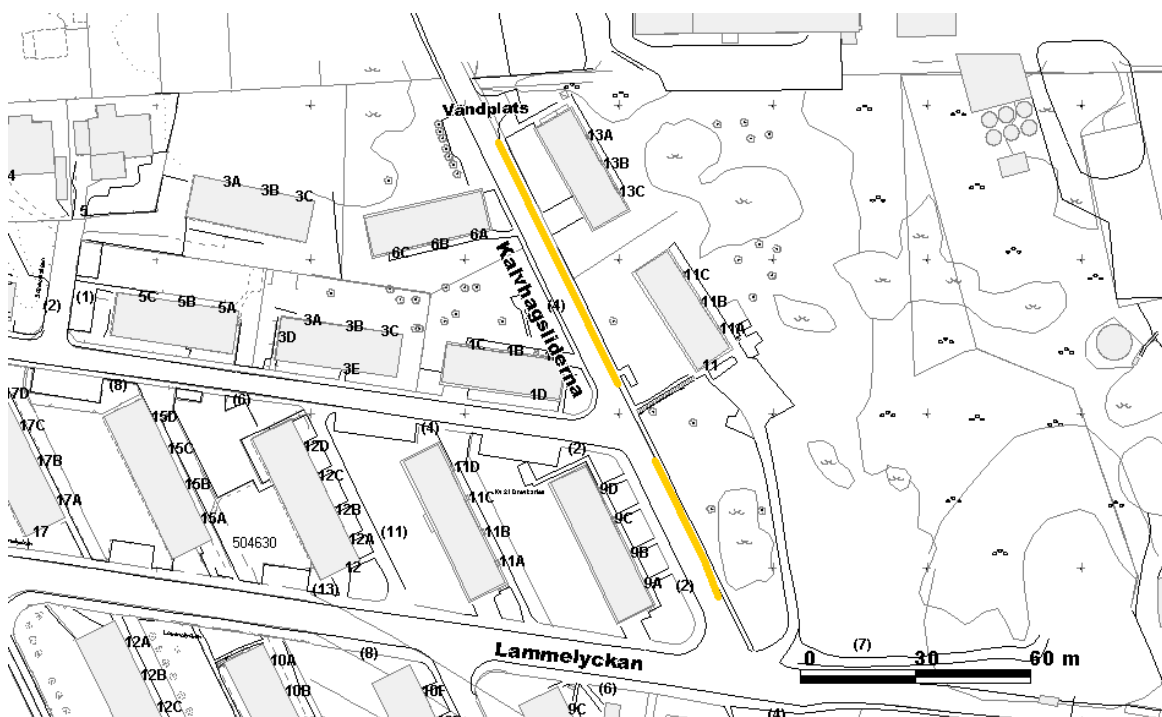 Vändplats
13A
13B
13C
4
3A
3B
3C
5
6C
6B
6A
Kalvhagsliderna
11C
11B
11A
11
(2)
(1)
(4)
5C
5B
5A
3A
3B
3C
3D
3E
1C
1B
1D
(8)
(6)
(4)
(2)
17D
17C
17B
17A
17
15D
15C
15B
15A
12D
12C
12B
12A
12
(11)
(13)
504630
11D
11C
11B
11A
9D
9C
9B
9A
(2)
Lammelyckan
(7)
0 30 60 m
12A
12B
12C
10A
10B
(8)
10F
(6)
9C
(4)